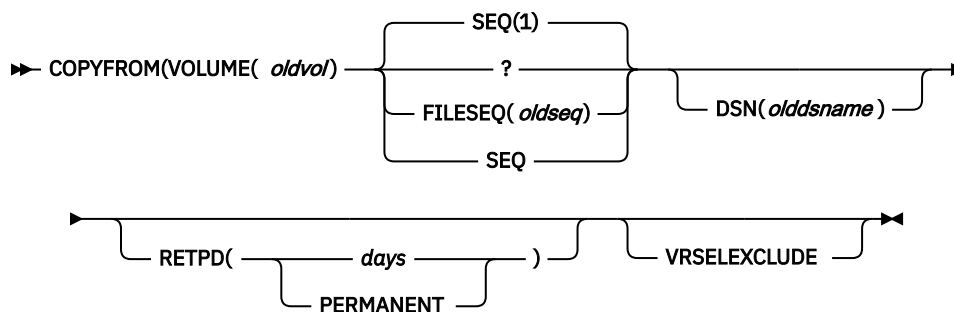 SEQ(1)
COPYFROM(VOLUME( oldvol)
?
FILESEQ( oldseq)
DSN(olddsname )
SEQ
RETPD(
days
)
VRSELEXCLUDE
PERMANENT